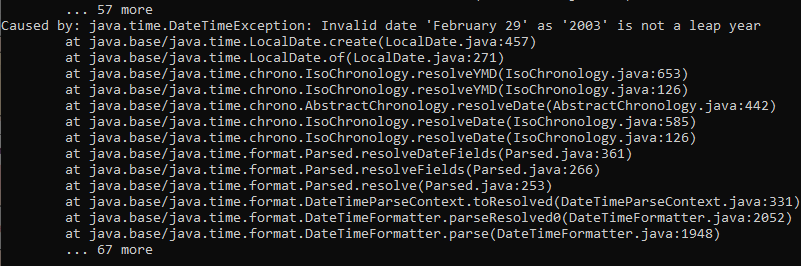 ... 57 more
Caused by: java.time.DateTimeException: Invalid date 'February 29' as '2003' is not a leap year
at java.base/java.time.LocalDate.create(LocalDate.java:457)
at java.base/java.time.LocalDate.of(LocalDate.java:271)
at java.base/java.time.chrono.IsoChronology.resolveYMD(IsoChronology.java:653)
at java.base/java.time.chrono.IsoChronology.resolveYMD(IsoChronology.java:126)
at java.base/java.time.chrono.AbstractChronology.resolveDate(AbstractChronology.java:442)
at java.base/java.time.chrono.IsoChronology.resolveDate(IsoChronology.java:585)
at java.base/java.time.chrono.IsoChronology.resolveDate(IsoChronology.java:126)
at java.base/java.time.format.Parsed.resolveDateFields(Parsed.java:361)
at java.base/java.time.format.Parsed.resolveFields(Parsed.java:266)
at java.base/java.time.format.Parsed.resolve(Parsed.java:253)
at java.base/java.time.format.DateTimeParseContext.toResolved(DateTimeParseContext.java:331)
at java.base/java.time.format.DateTimeFormatter.parseResolved0(DateTimeFormatter.java:2052)
at java.base/java.time.format.DateTimeFormatter.parse(DateTimeFormatter.java:1948)
... 67 more